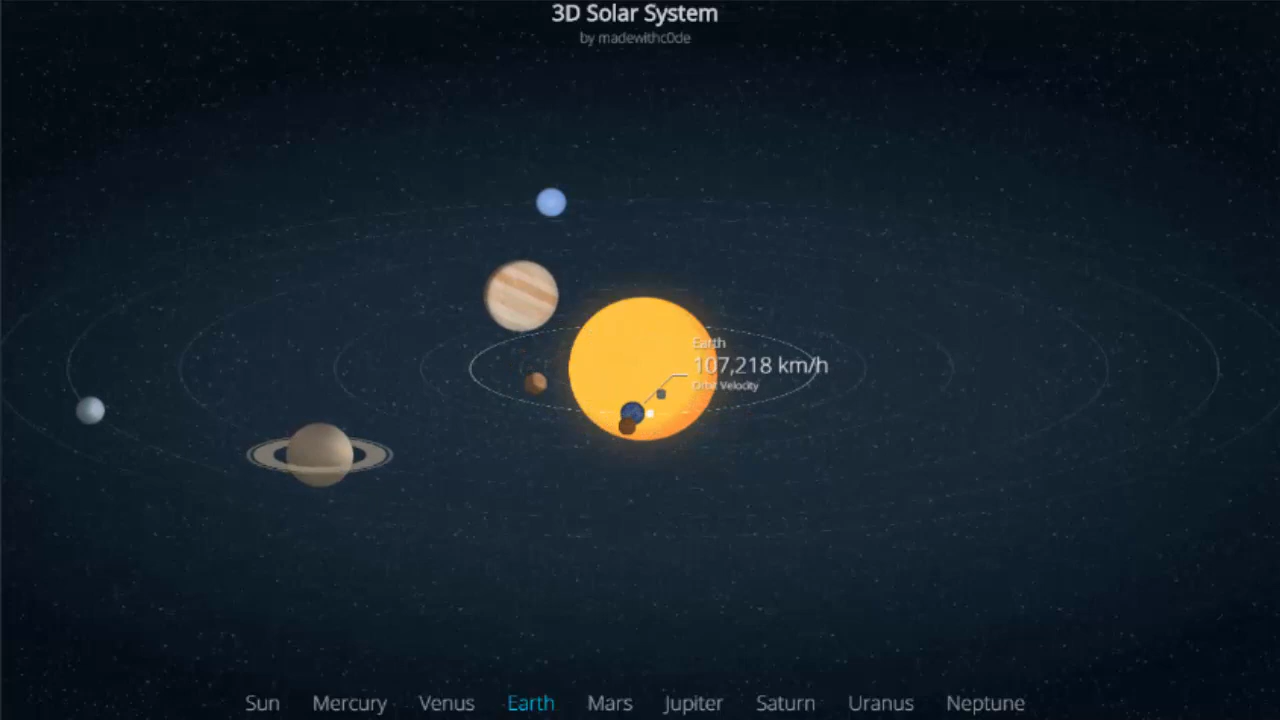 3D Solar System
by madewithc0de
Earth
107,218 km/h
Orbit Velocity
Sun Mercury Venus Earth Mars Jupiter Saturn Uranus Neptune